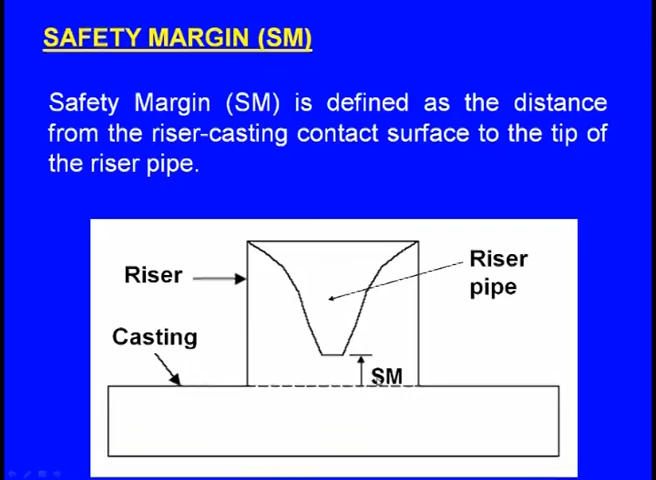 SAFETY MARGIN (SM)
Safety Margin (SM) is defined as the distance
from the riser-casting contact surface to the tip of
the riser pipe.
Riser
Riser
pipe
Casting
SM